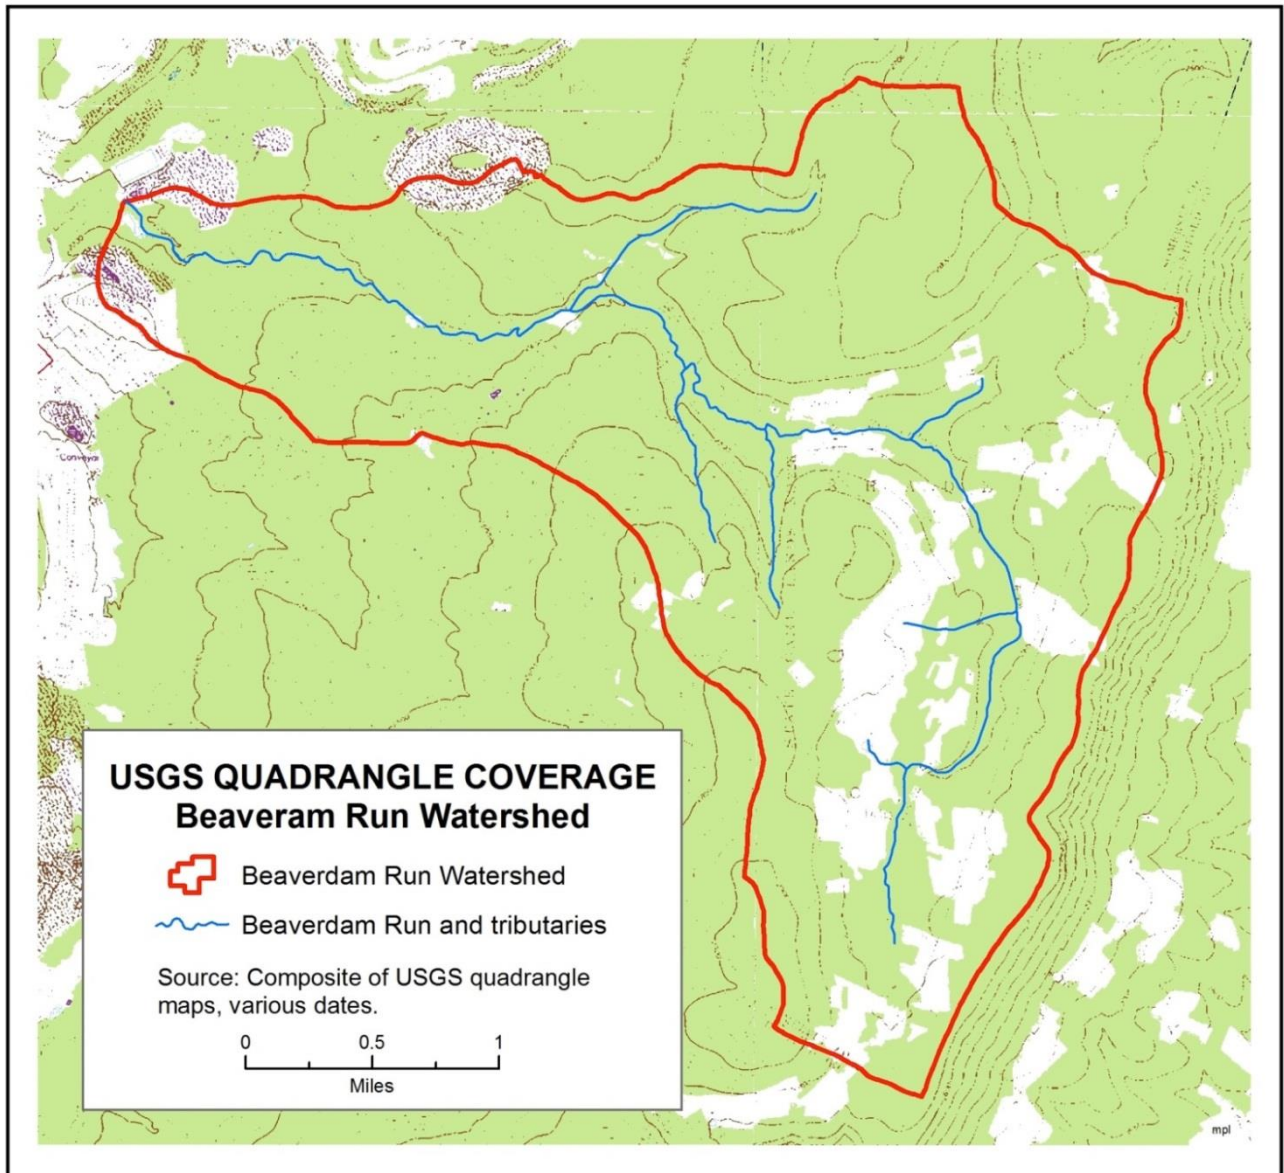 Conveyor
USGS QUADRANGLE COVERAGE
Beaveram Run Watershed
Beaverdam Run Watershed
Beaverdam Run and tributaries
Source: Composite of USGS quadrangle
maps, various dates.
0 0.5 1
Miles
mpl